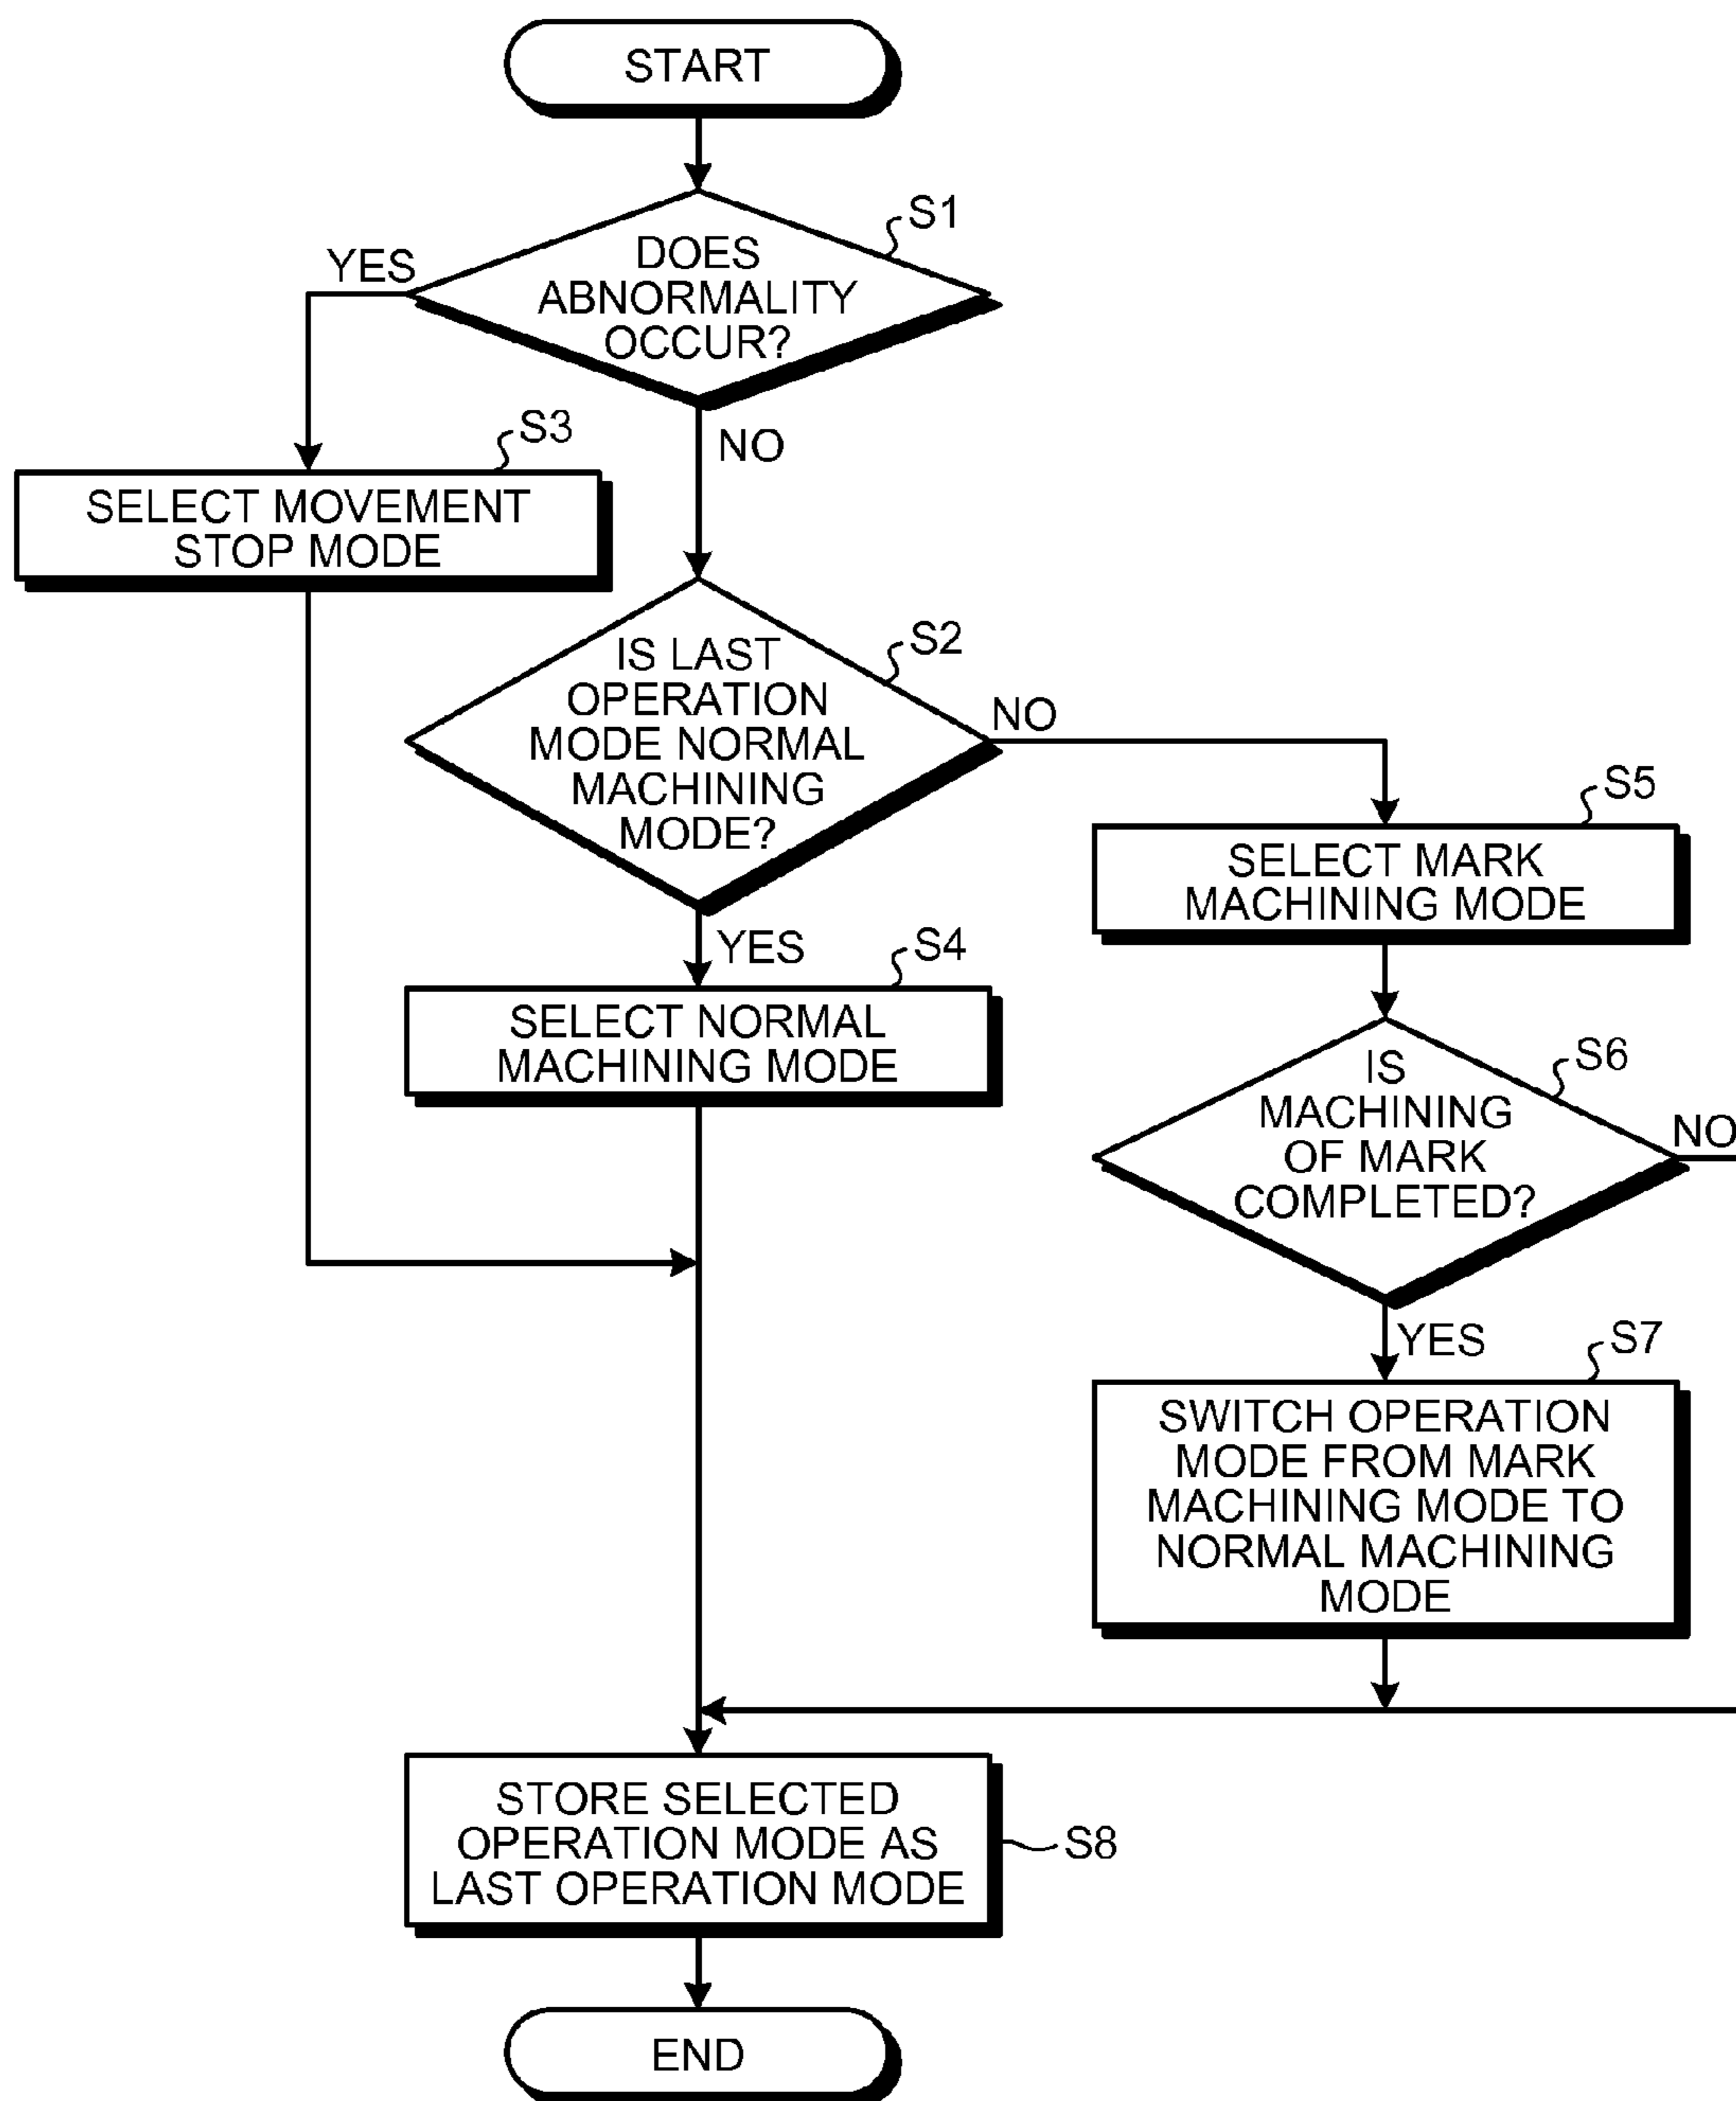 START
S1
DOES
ABNORMALITY
OCCUR?
YES
NO
S3
SELECT MOVEMENT
STOP MODE
S2
IS LAST
OPERATION
MODE NORMAL
MACHINING
MODE?
NO
YES
S5
SELECT MARK
MACHINING MODE
S4
SELECT NORMAL
MACHINING MODE
S6
IS
MACHINING
OF MARK
COMPLETED?
NO
YES
S7
SWITCH OPERATION
MODE FROM MARK
MACHINING MODE TO
NORMAL MACHINING
MODE
STORE SELECTED
OPERATION MODE AS
LAST OPERATION MODE
S8
END